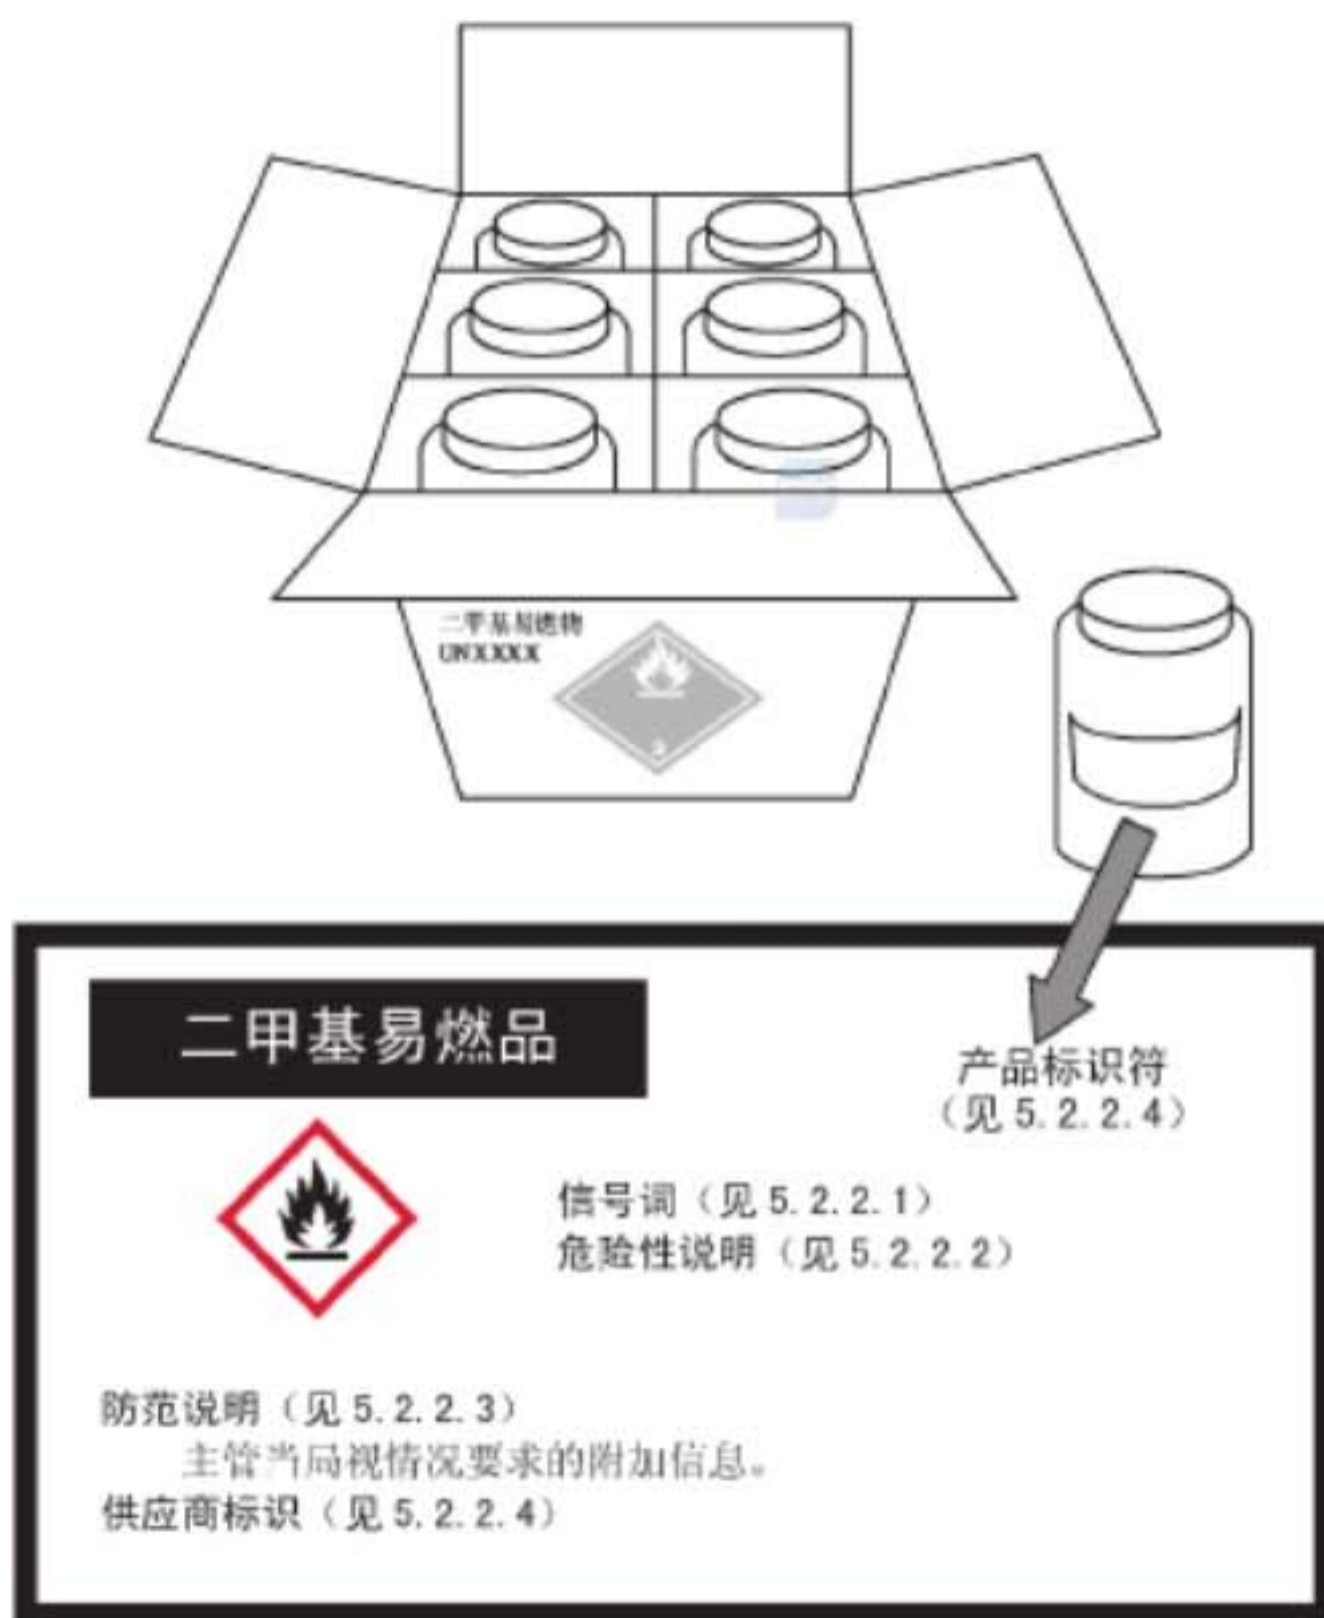 二甲基易燃物
UNXXXX
3
二甲基易燃品
产品标识符
（见 5.2.2.4）
信号词（见 5.2.2.1）
危险性说明（见 5.2.2.2）
防范说明（见 5.2.2.3）
主管当局视情况要求的附加信息。
供应商标识（见 5.2.2.4）